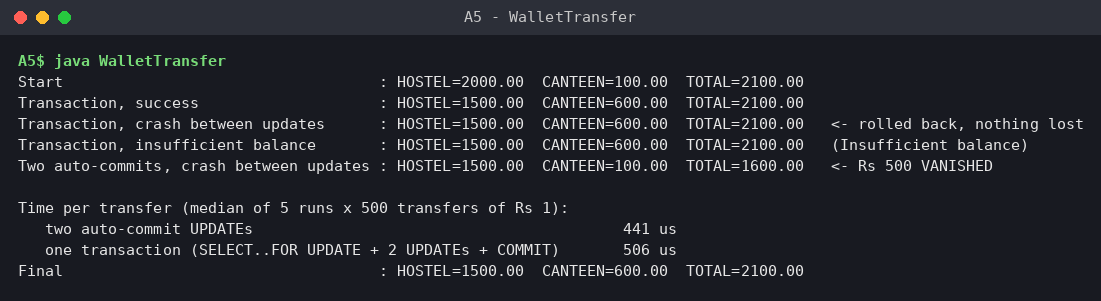 A5 - WalletTransfer
A5$ java WalletTransfer
Start                                   : HOSTEL=2000.00  CANTEEN=100.00  TOTAL=2100.00
Transaction, success                    : HOSTEL=1500.00  CANTEEN=600.00  TOTAL=2100.00
Transaction, crash between updates      : HOSTEL=1500.00  CANTEEN=600.00  TOTAL=2100.00   <- rolled back, nothing lost
Transaction, insufficient balance       : HOSTEL=1500.00  CANTEEN=600.00  TOTAL=2100.00   (Insufficient balance)
Two auto-commits, crash between updates : HOSTEL=1500.00  CANTEEN=100.00  TOTAL=1600.00   <- Rs 500 VANISHED
Time per transfer (median of 5 runs x 500 transfers of Rs 1):
   two auto-commit UPDATEs                                         441 us
   one transaction (SELECT..FOR UPDATE + 2 UPDATEs + COMMIT)       506 us
Final                                   : HOSTEL=1500.00  CANTEEN=600.00  TOTAL=2100.00